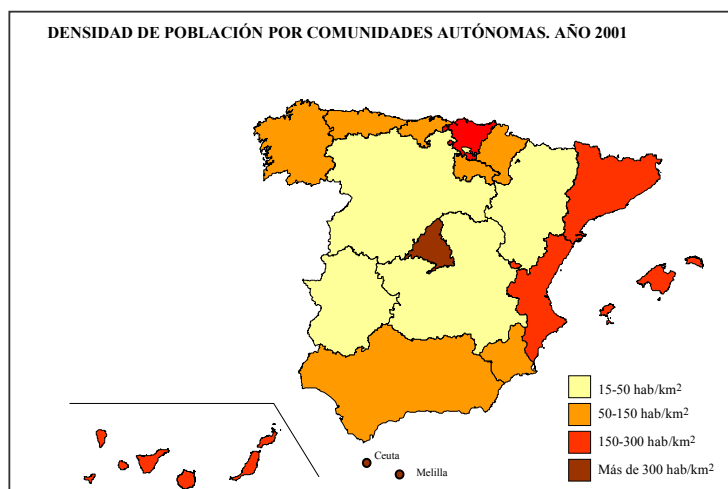 DENSIDAD DE POBLACIÓN POR COMUNIDADES AUTÓNOMAS. AÑO 2001
15-50 hab/km²
50-150 hab/km²
150-300 hab/km²
Más de 300 hab/km²
Ceuta
Melilla